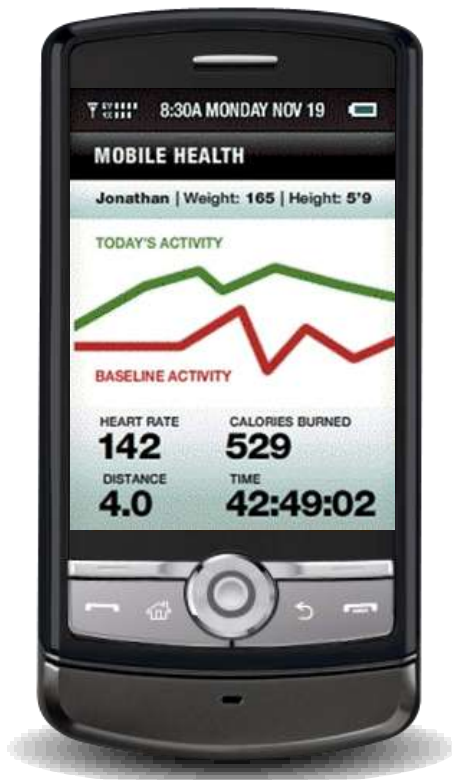 8:30A MONDAY NOV 19
MOBILE HEALTH
Jonathan | Weight: 165 | Height: 5'9
TODAY'S ACTIVITY
BASELINE ACTIVITY
HEART RATE CALORIES BURNED
142 529
DISTANCE TIME
4.0 42:49:02